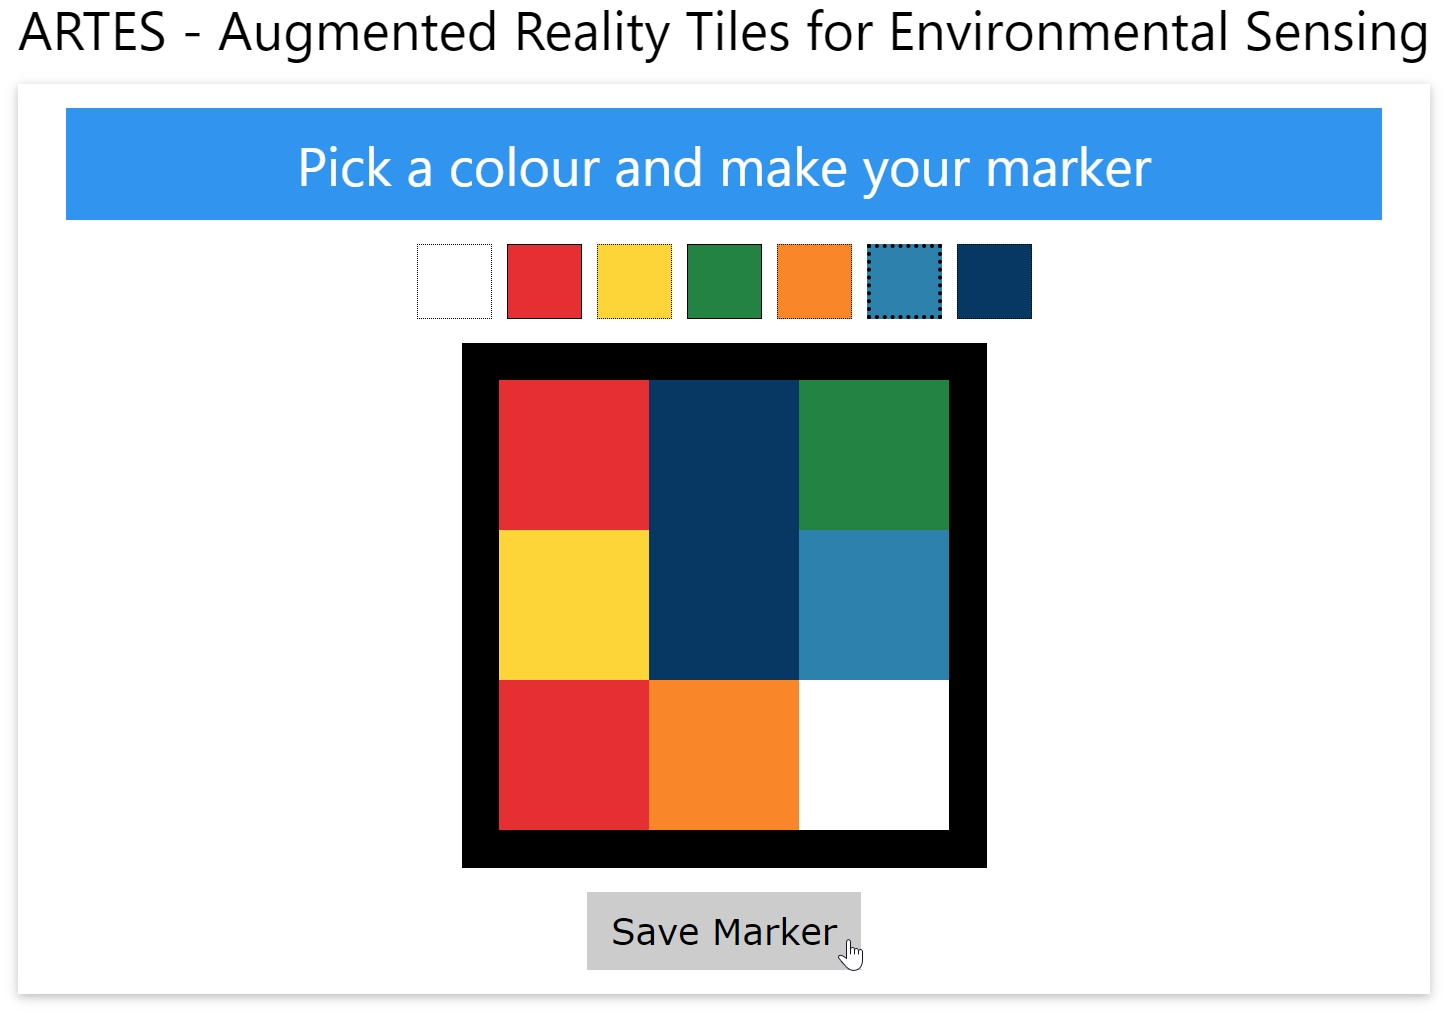 ARTES - Augmented Reality Tiles for Environmental Sensing
Pick a colour and make your marker
Save Marker